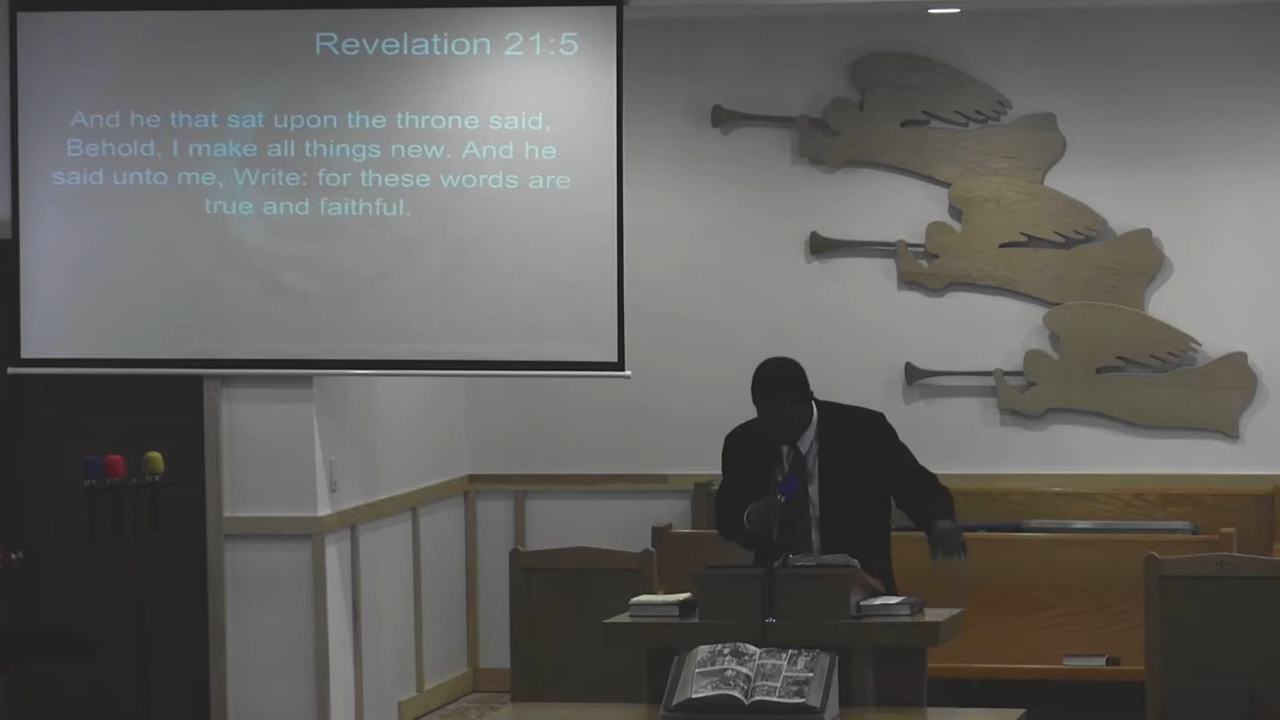 Revelation 21:5
And he that sat upon the throne said,
Behold, I make all things new. And he
said unto me, Write: for these words are
true and faithful.